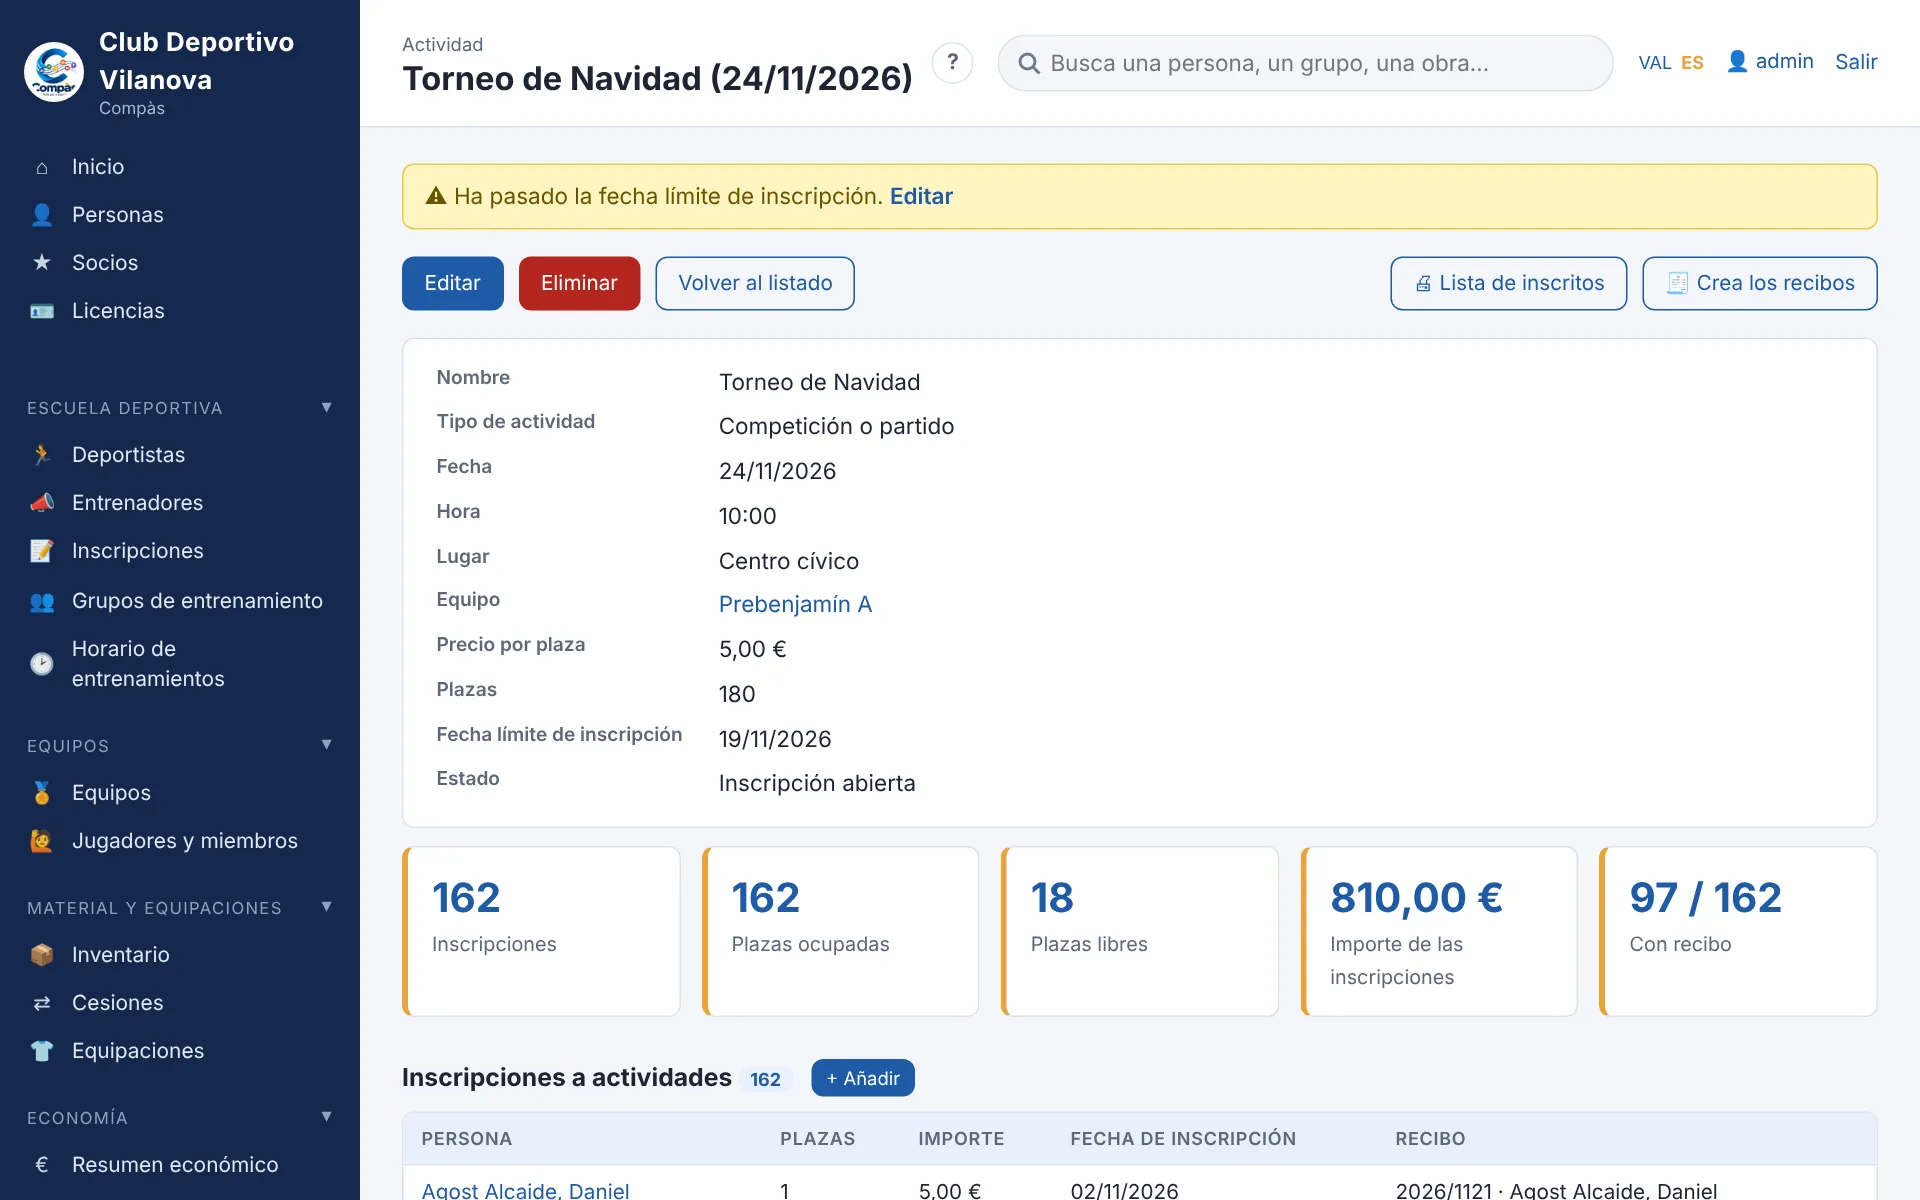 Club Deportivo
Vilanova
Compàs
Compàs
Inicio
Personas
Socios
Licencias
ESCUELA DEPORTIVA
Deportistas
Entrenadores
Inscripciones
Grupos de entrenamiento
Horario de
entrenamientos
EQUIPOS
Equipos
Jugadores y miembros
MATERIAL Y EQUIPACIONES
Inventario
Cesiones
Equipaciones
ECONOMÍA
€ Resumen económico
Actividad
Torneo de Navidad (24/11/2026)
?
Busca una persona, un grupo, una obra...
VAL ES
admin
Salir
Ha pasado la fecha límite de inscripción. Editar
Editar
Eliminar
Volver al listado
Lista de inscritos
Crea los recibos
Nombre Torneo de Navidad
Tipo de actividad Competición o partido
Fecha 24/11/2026
Hora 10:00
Lugar Centro cívico
Equipo Prebenjamín A
Precio por plaza 5,00 €
Plazas 180
Fecha límite de inscripción 19/11/2026
Estado Inscripción abierta
162
Inscripciones
162
Plazas ocupadas
18
Plazas libres
810,00 €
Importe de las
inscripciones
97 / 162
Con recibo
Inscripciones a actividades 162 + Añadir
PERSONA PLAZAS IMPORTE FECHA DE INSCRIPCIÓN RECIBO
Agost Alcaide, Daniel 1 5,00 € 02/11/2026 2026/1121 · Agost Alcaide, Daniel